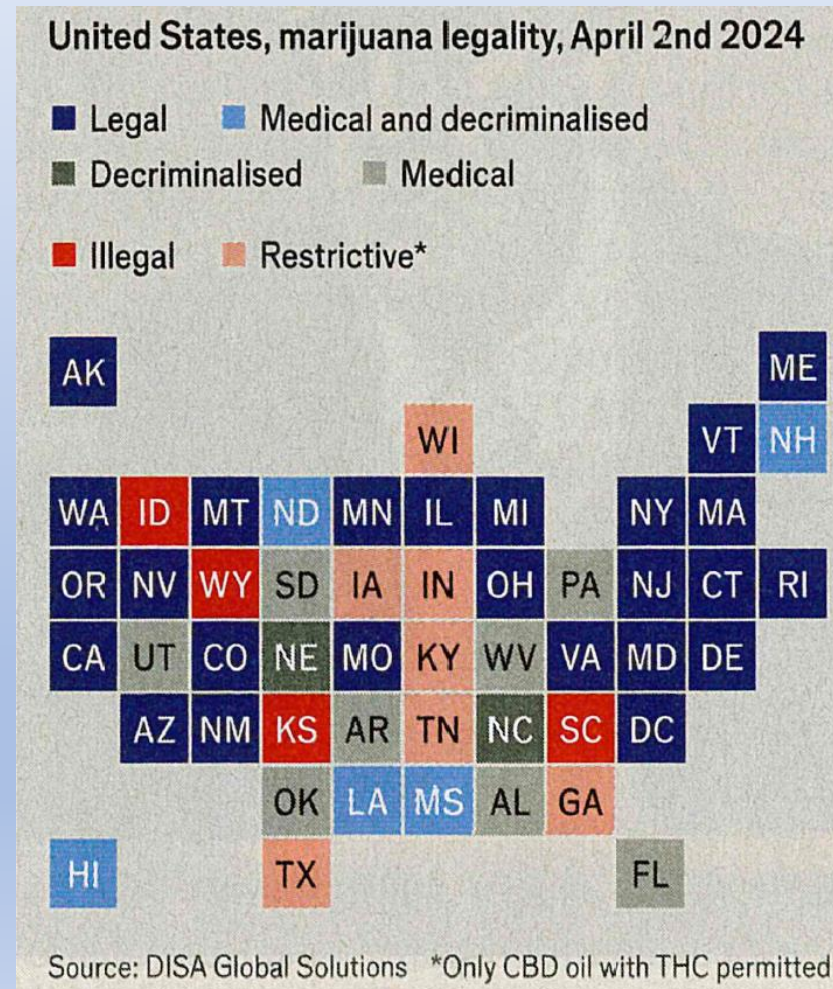 United States, marijuana legality, April 2nd 2024
Legal Medical and decriminalised
Decriminalised Medical
Illegal Restrictive*
AK ME
WI VT NH
WA ID MT ND MN IL MI NY MA
OR NV WY SD IA IN OH PA NJ CT RI
CA UT CO NE MO KY WV VA MD DE
AZ NM KS AR TN NC SC DC
OK LA MS AL GA
HI TX FL
Source: DISA Global Solutions *Only CBD oil with THC permitted